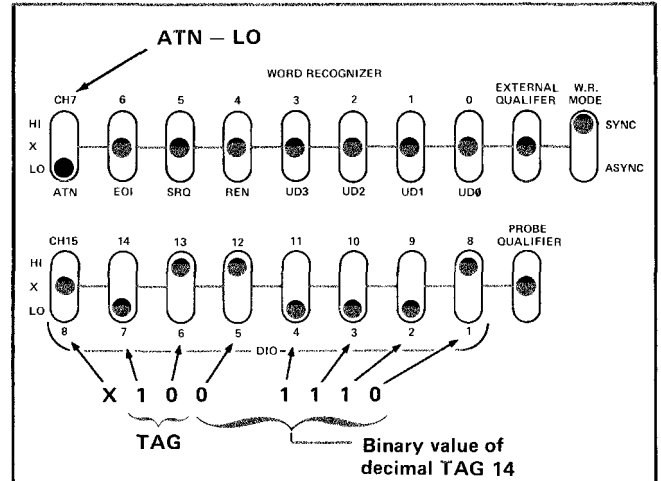 ATN – LO
WORD RECOGNIZER
CH7 6 5 4 3 2 1 0 EXTERNAL QUALIFER W.R. MODE
HI
X
LO
SYNC
ASYNC
ATN EOI SRQ REN UD3 UD2 UD1 UD0
CH15 14 13 12 11 10 9 8 PROBE QUALIFIER
HI
X
LO
8 7 6 5 4 3 2 1
DIO
X 1 0 0 1 1 1 0
TAG
Binary value of
decimal TAG 14